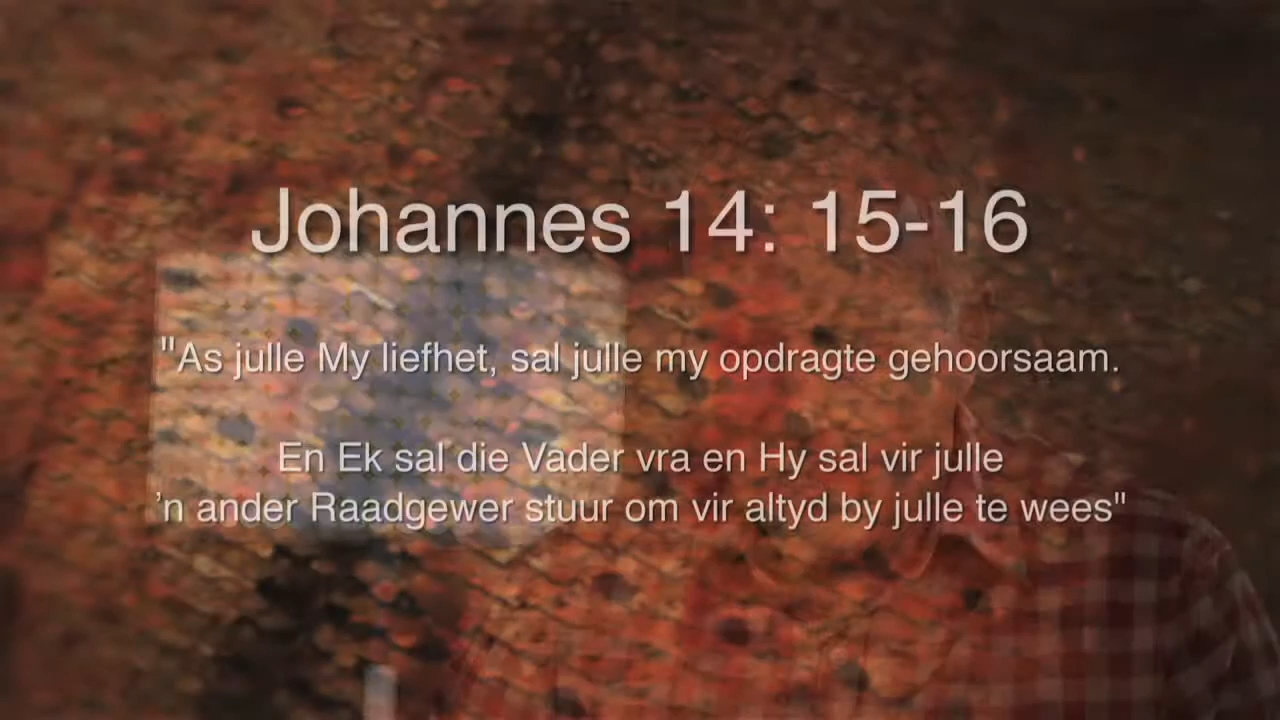 Johannes 14: 15-16
"As julle My liefhet, sal julle my opdragte gehoorsaam.
En Ek sal die Vader vra en Hy sal vir julle
'n ander Raadgewer stuur om vir altyd by julle te wees"